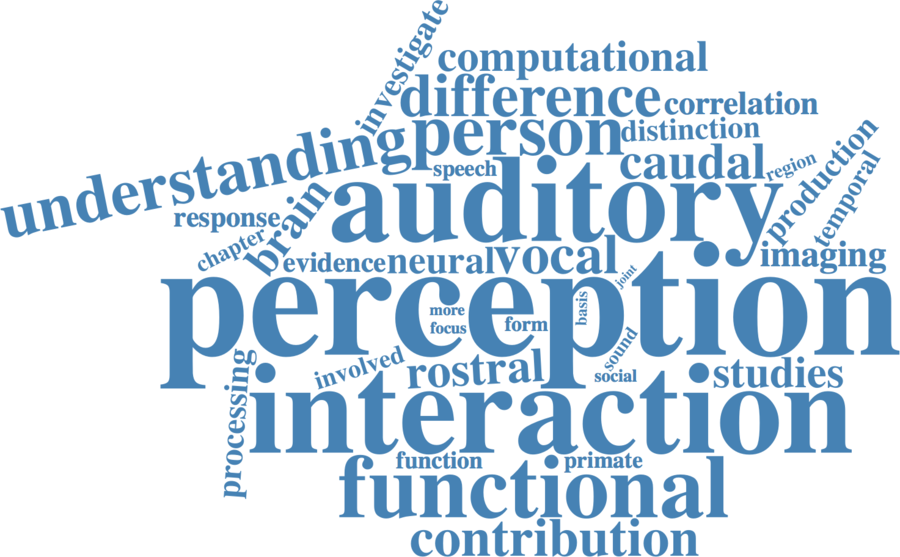 investigate
computational
difference
correlation
person
distinction
understanding
speech
caudal
region
production
temporal
auditory
response
brain
chapter
evidence
neural
vocal
imaging
perception
more
focus
form
basis
joint
sound
social
involved
rostral
studies
processing
interaction
function
primate
functional
contribution